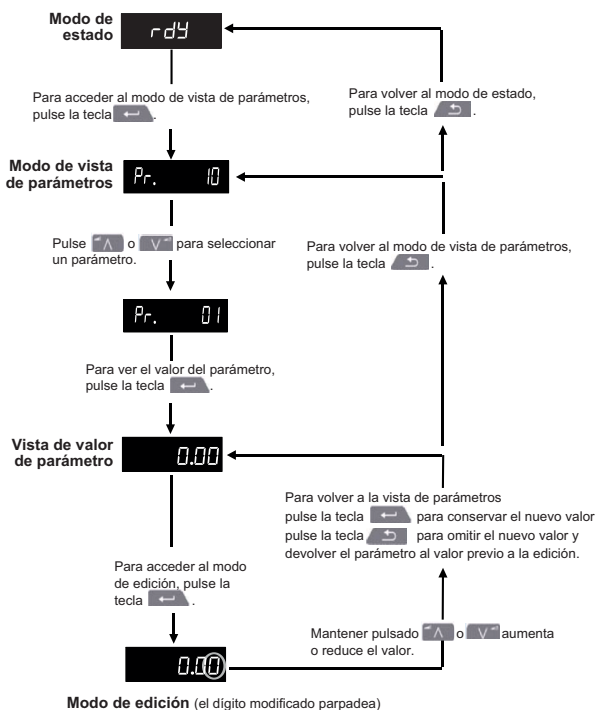 Modo de
estado
rdY
Para acceder al modo de vista de parámetros,
pulse la tecla .
Para volver al modo de estado,
pulse la tecla .
Modo de vista
de parámetros
Pr. 10
Pulse o para seleccionar
un parámetro.
Para volver al modo de vista de parámetros,
pulse la tecla .
Pr. 01
Para ver el valor del parámetro,
pulse la tecla .
Vista de valor
de parámetro
0.00
Para volver a la vista de parámetros
pulse la tecla para conservar el nuevo valor
pulse la tecla para omitir el nuevo valor y
devolver el parámetro al valor previo a la edición.
Para acceder al modo
de edición, pulse la
tecla .
Mantener pulsado o aumenta
o reduce el valor.
0.00
Modo de edición (el dígito modificado parpadea)